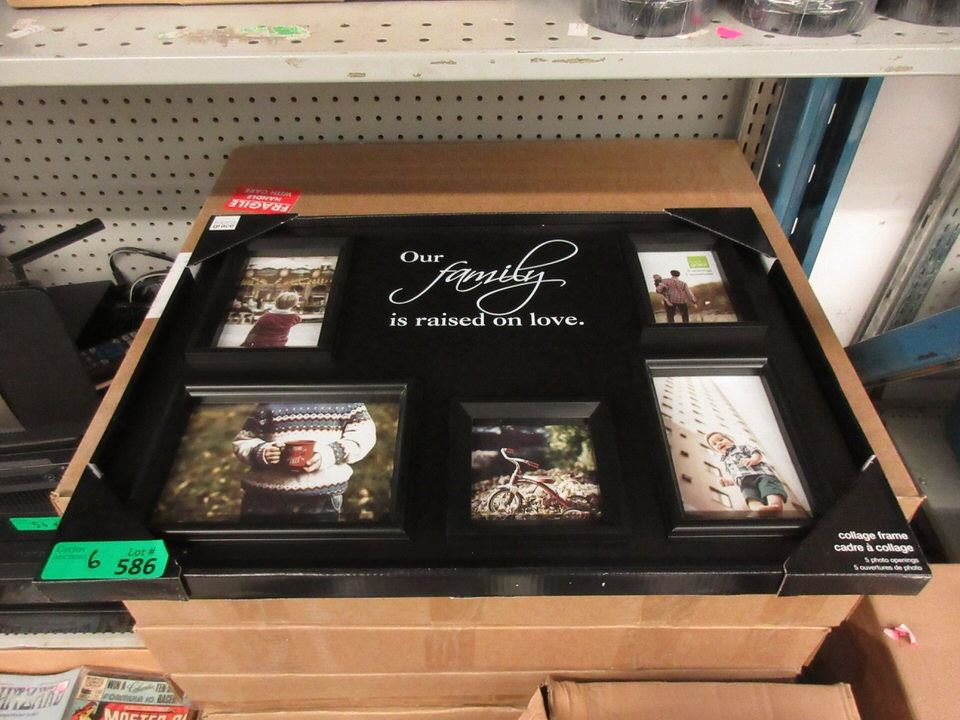 FRAGILE
HANDLE
WITH CARE
Our
family
is raised on love.
6
Lot #
586
collage frame
cadre à collage
5 photo openings
5 ouvertures de photo
WIN A